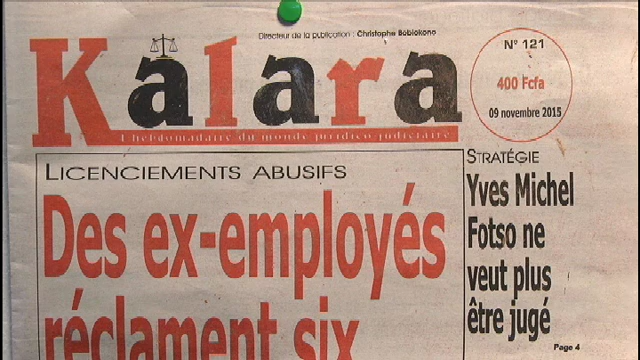 Directeur de la publication : Christophe Bobiokono
Kalara
L'hebdomadaire du monde juridico-judiciaire
N° 121
400 Fcfa
09 novembre 2015
LICENCIEMENTS ABUSIFS
Des ex-employés
réclament six
STRATÉGIE
Yves Michel
Fotso ne
veut plus
être jugé
Page 4